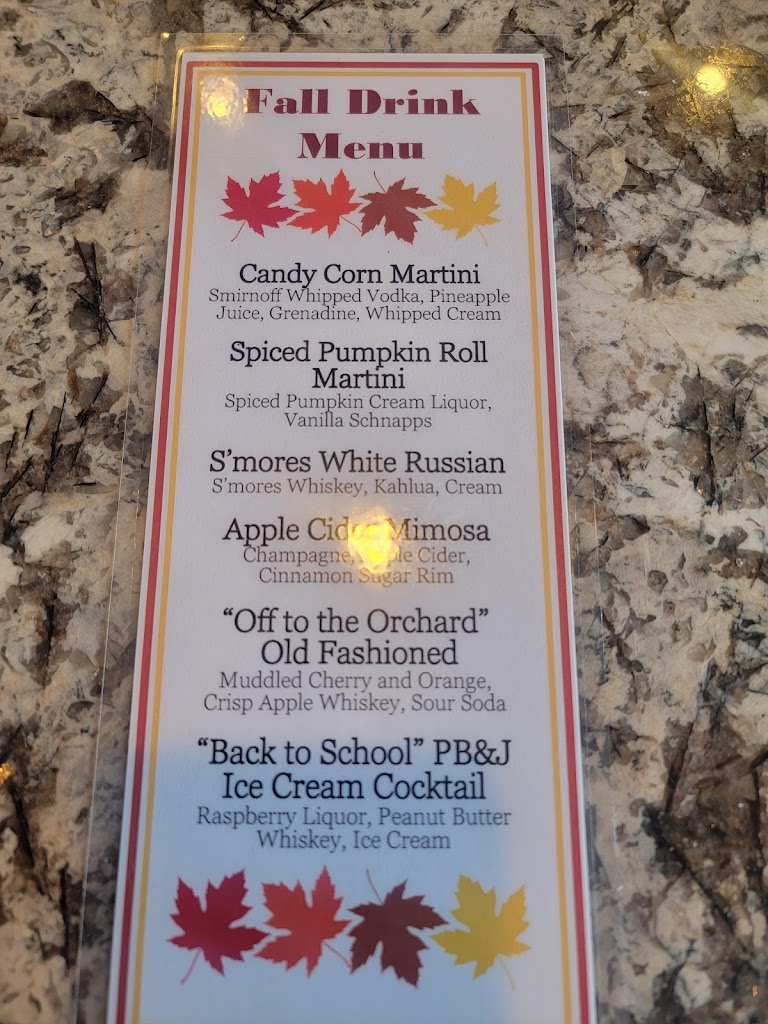 Fall Drink
Menu
Candy Corn Martini
Smirnoff Whipped Vodka, Pineapple
Juice, Grenadine, Whipped Cream
Spiced Pumpkin Roll
Martini
Spiced Pumpkin Cream Liquor,
Vanilla Schnapps
S'mores White Russian
S'mores Whiskey, Kahlua, Cream
Apple Cider Mimosa
Champagne, Apple Cider,
Cinnamon Sugar Rim
“Off to the Orchard”
Old Fashioned
Muddled Cherry and Orange,
Crisp Apple Whiskey, Sour Soda
“Back to School” PB&J
Ice Cream Cocktail
Raspberry Liquor, Peanut Butter
Whiskey, Ice Cream